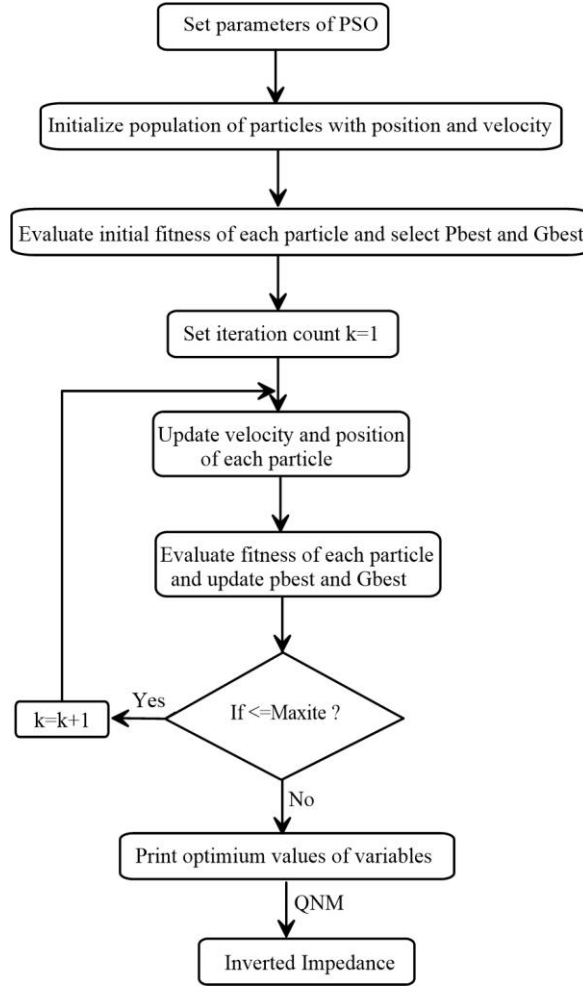 Set parameters of PSO
Initialize population of particles with position and velocity
Evaluate initial fitness of each particle and select Pbest and Gbest
Set iteration count k=1
Update velocity and position
of each particle
Evaluate fitness of each particle
and update pbest and Gbest
If <=Maxite ?
Yes
k=k+1
No
Print optimium values of variables
QNM
Inverted Impedance